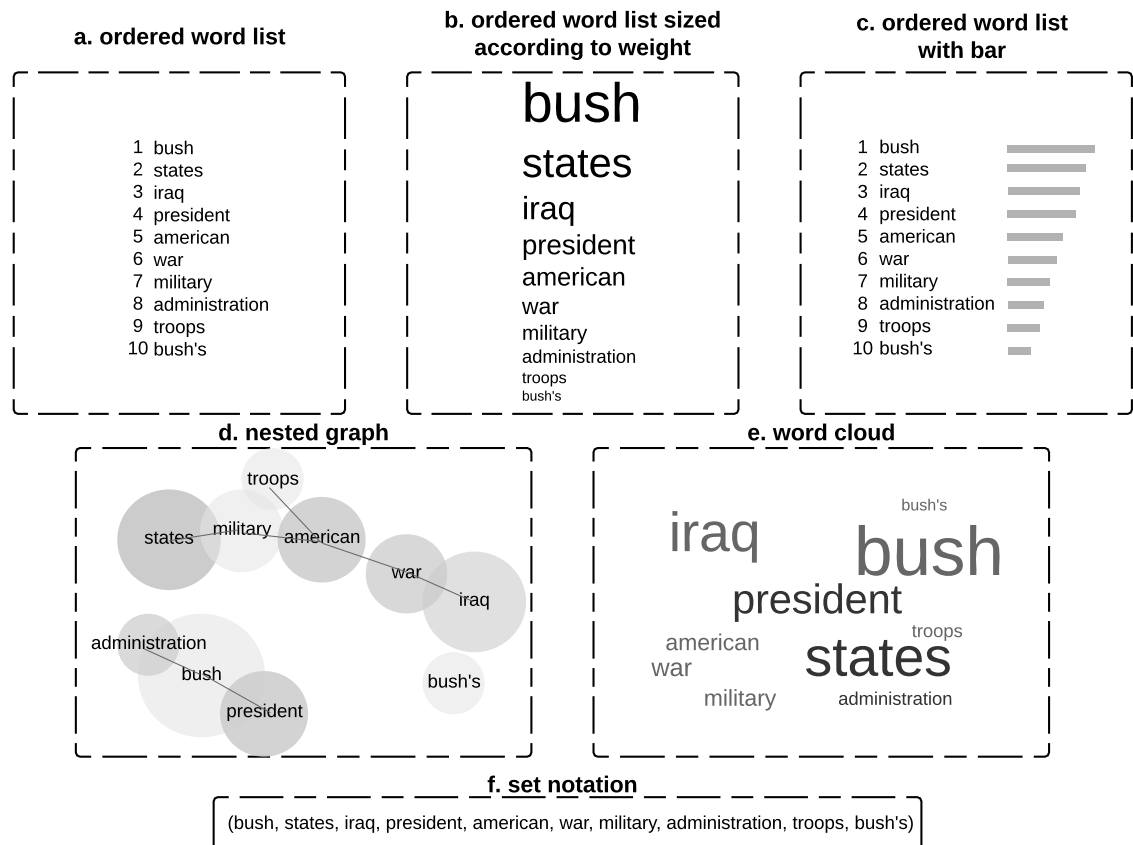 a. ordered word list
1 bush
2 states
3 iraq
4 president
5 american
6 war
7 military
8 administration
9 troops
10 bush's
b. ordered word list sized
according to weight
bush
states
iraq
president
american
war
military
administration
troops
bush's
c. ordered word list
with bar
1 bush
2 states
3 iraq
4 president
5 american
6 war
7 military
8 administration
9 troops
10 bush's
d. nested graph
troops
states
military
american
war
iraq
administration
bush
bush's
president
e. word cloud
bush's
iraq
bush
president
troops
american
states
war
military
administration
f. set notation
(bush, states, iraq, president, american, war, military, administration, troops, bush's)